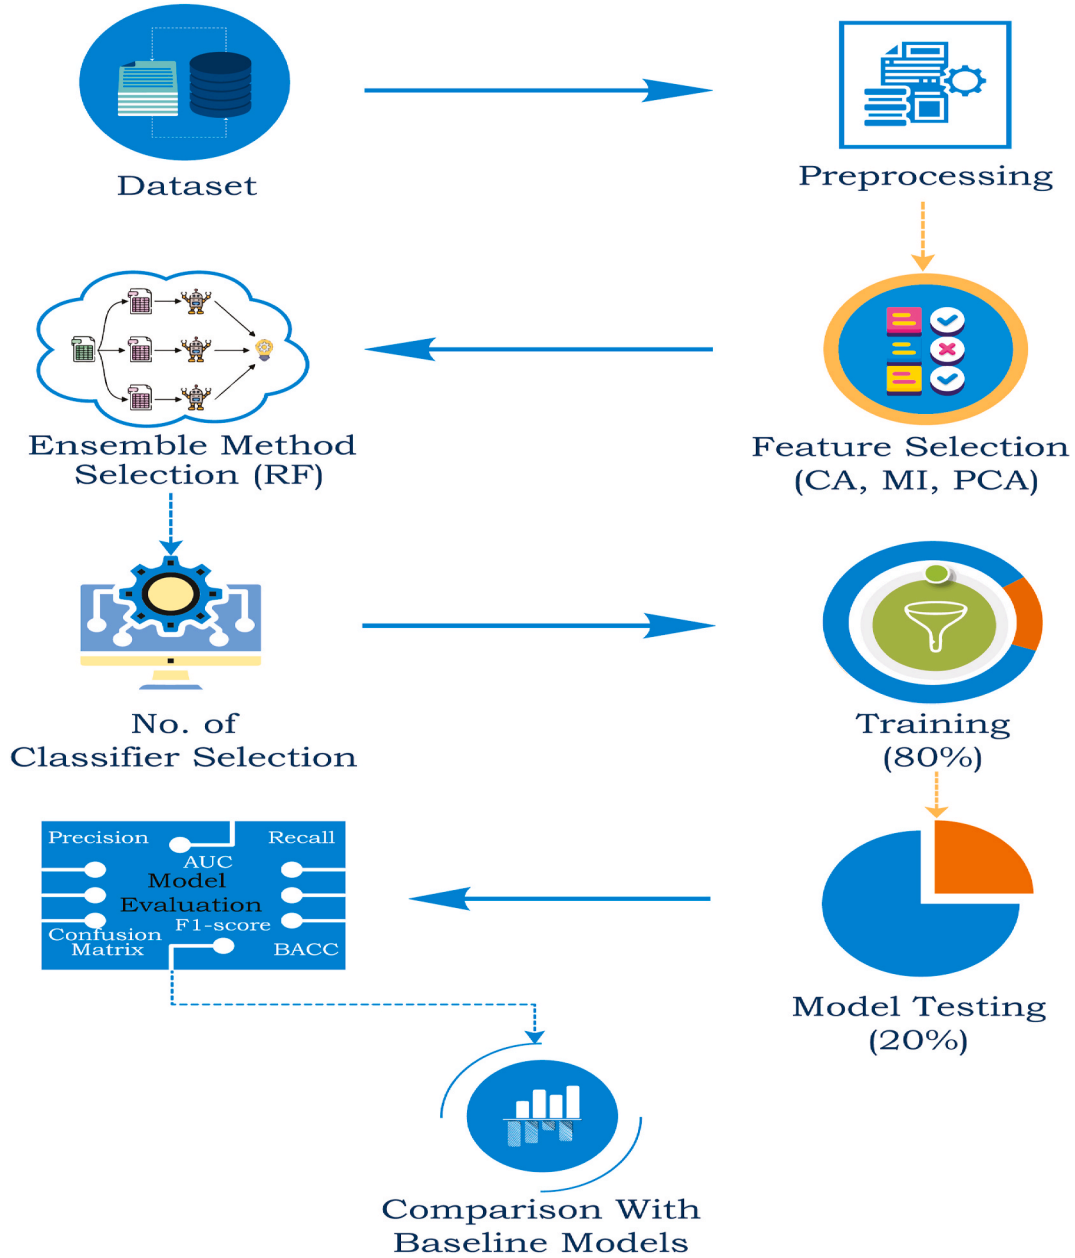 Dataset
Preprocessing
Ensemble Method
Selection (RF)
Feature Selection
(CA, MI, PCA)
No. of
Classifier Selection
Training
(80%)
Precision
Recall
AUC
Model
Evaluation
F1-score
Confusion
Matrix
BACC
Model Testing
(20%)
Comparison With
Baseline Models